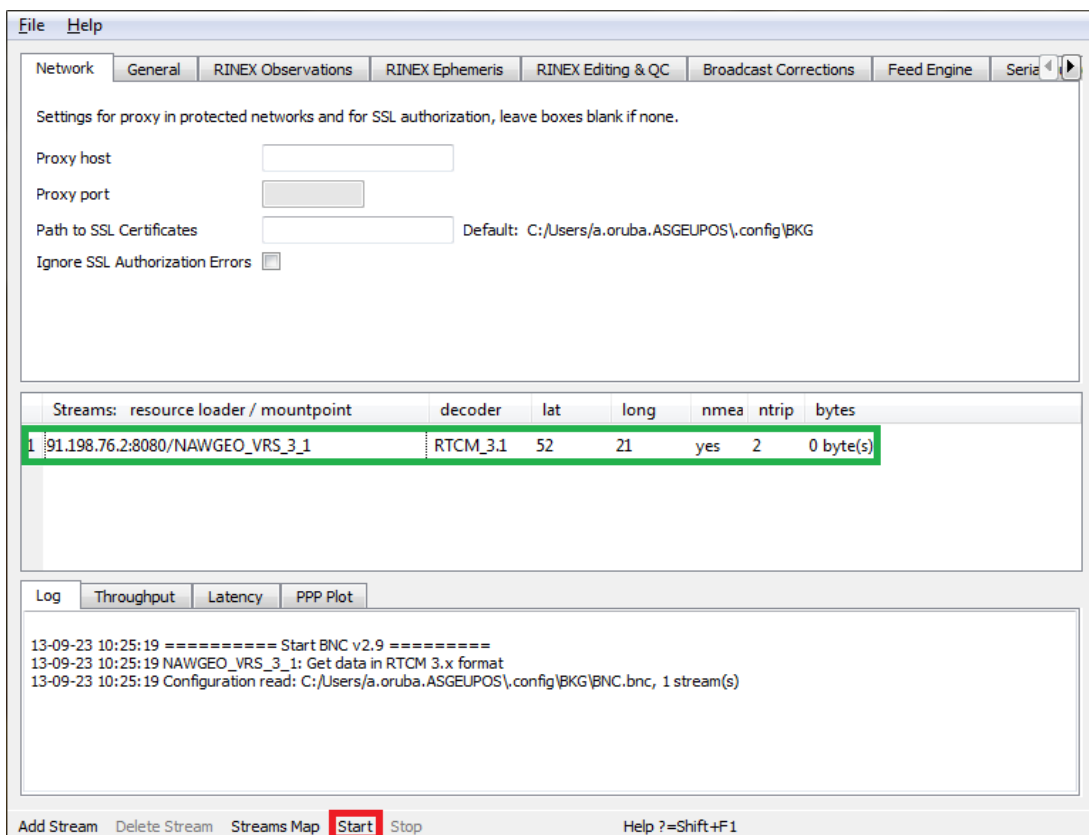 File Help
Network General RINEX Observations RINEX Ephemeris RINEX Editing & QC Broadcast Corrections Feed Engine Seria
Settings for proxy in protected networks and for SSL authorization, leave boxes blank if none.
Proxy host
Proxy port
Path to SSL Certificates Default: C:/Users/a.oruba.ASGEUPOS\.config\BKG
Ignore SSL Authorization Errors
Streams: resource loader / mountpoint decoder lat long nmea ntrip bytes
1 91.198.76.2:8080/NAWGEO_VRS_3_1 RTCM_3.1 52 21 yes 2 0 byte(s)
Log Throughput Latency PPP Plot
13-09-23 10:25:19 ========== Start BNC v2.9 =========
13-09-23 10:25:19 NAWGEO_VRS_3_1: Get data in RTCM 3.x format
13-09-23 10:25:19 Configuration read: C:/Users/a.oruba.ASGEUPOS\.config\BKG\BNC.bnc, 1 stream(s)
Add Stream Delete Stream Streams Map Start Stop Help ?=Shift+F1